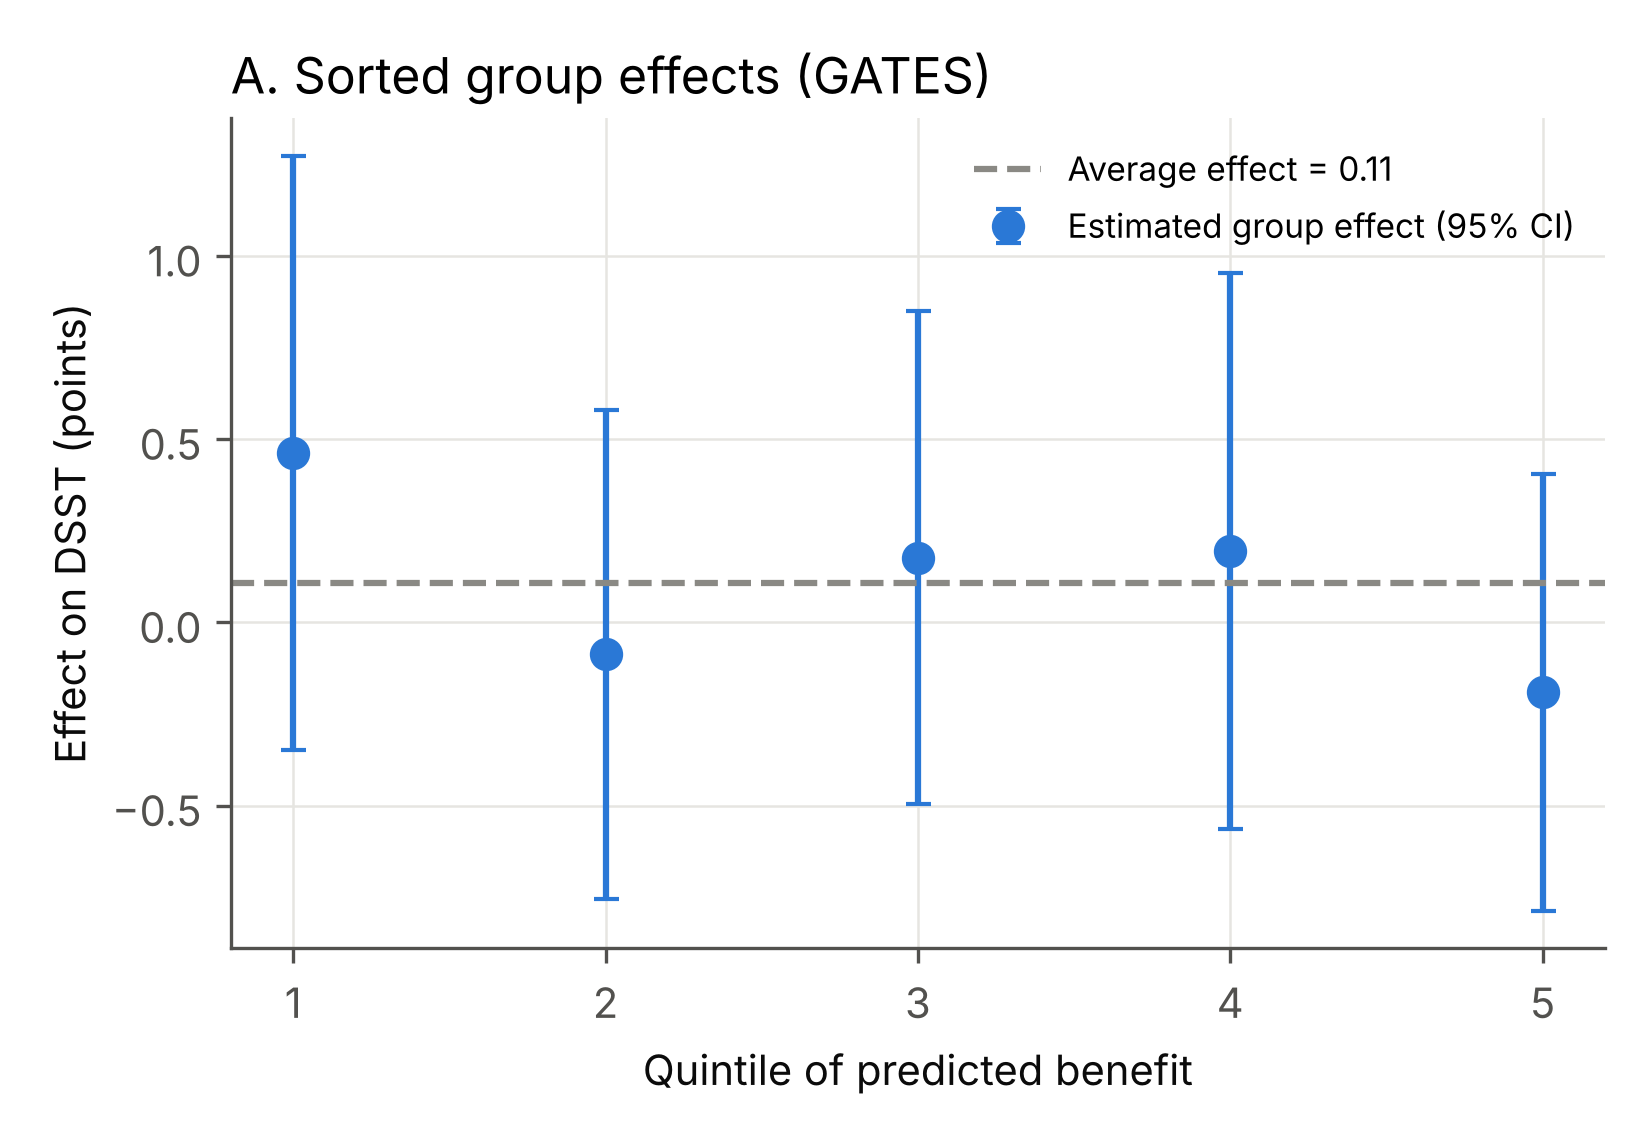 A. Sorted group effects (GATES)
Average effect = 0.11
Estimated group effect (95% CI)
Effect on DSST (points)
1.0
0.5
0.0
−0.5
1
2
3
4
5
Quintile of predicted benefit